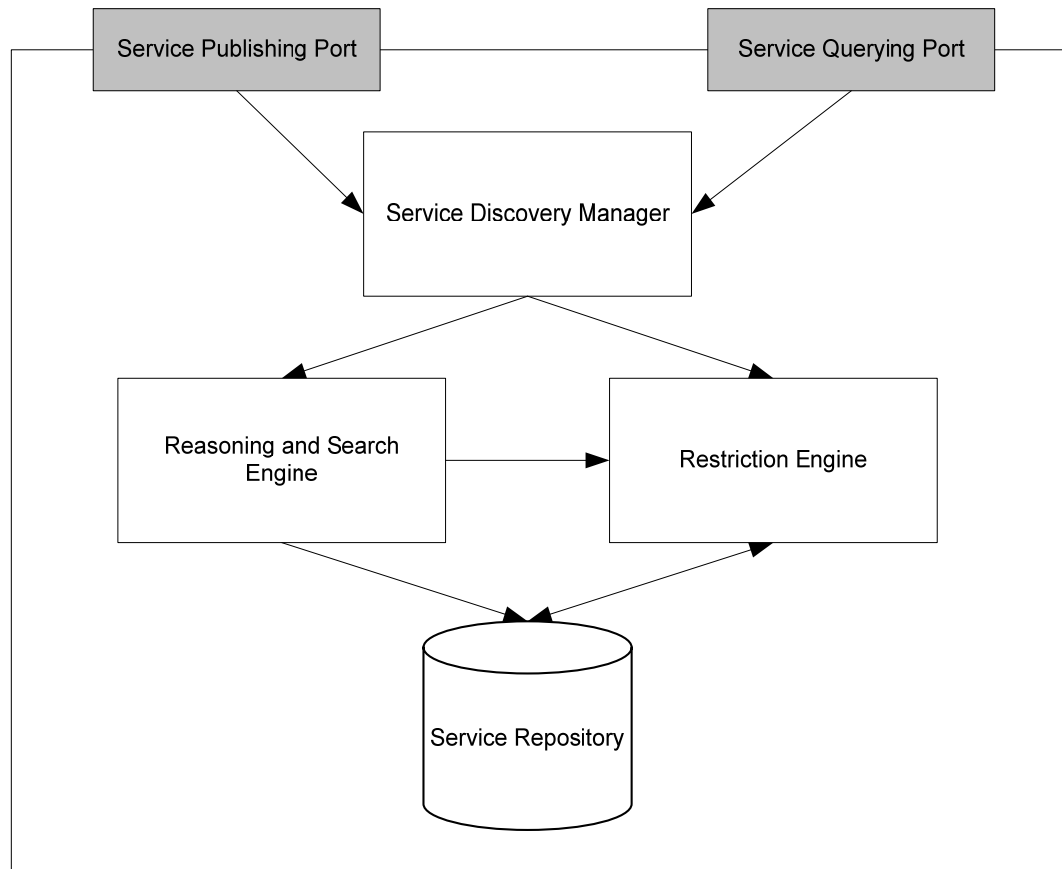 Service Publishing Port
Service Querying Port
Service Discovery Manager
Reasoning and Search
Engine
Restriction Engine
Service Repository